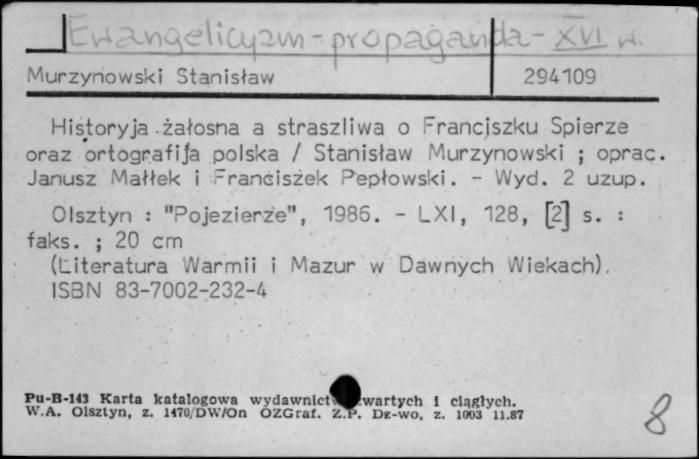 Ewangelicyzm - propaganda - XVI w.
Murzynowski Stanisław 294109
Historyja żałosna a straszliwa o Franciszku Spierze
oraz ortografija polska / Stanisław Murzynowski ; oprac.
Janusz Małłek i Franciszek Pepłowski. - Wyd. 2 uzup.
Olsztyn : "Pojezierze", 1986. - LXI, 128, [2] s. :
faks. ; 20 cm
(Literatura Warmii i Mazur w Dawnych Wiekach).
ISBN 83-7002-232-4
Pu-B-143 Karta katalogowa wydawnict wartych i ciągłych.
W.A. Olsztyn, z. 1470/DW/On OZGraf. Z.P. Dz-wo, z. 1003 11.87
8